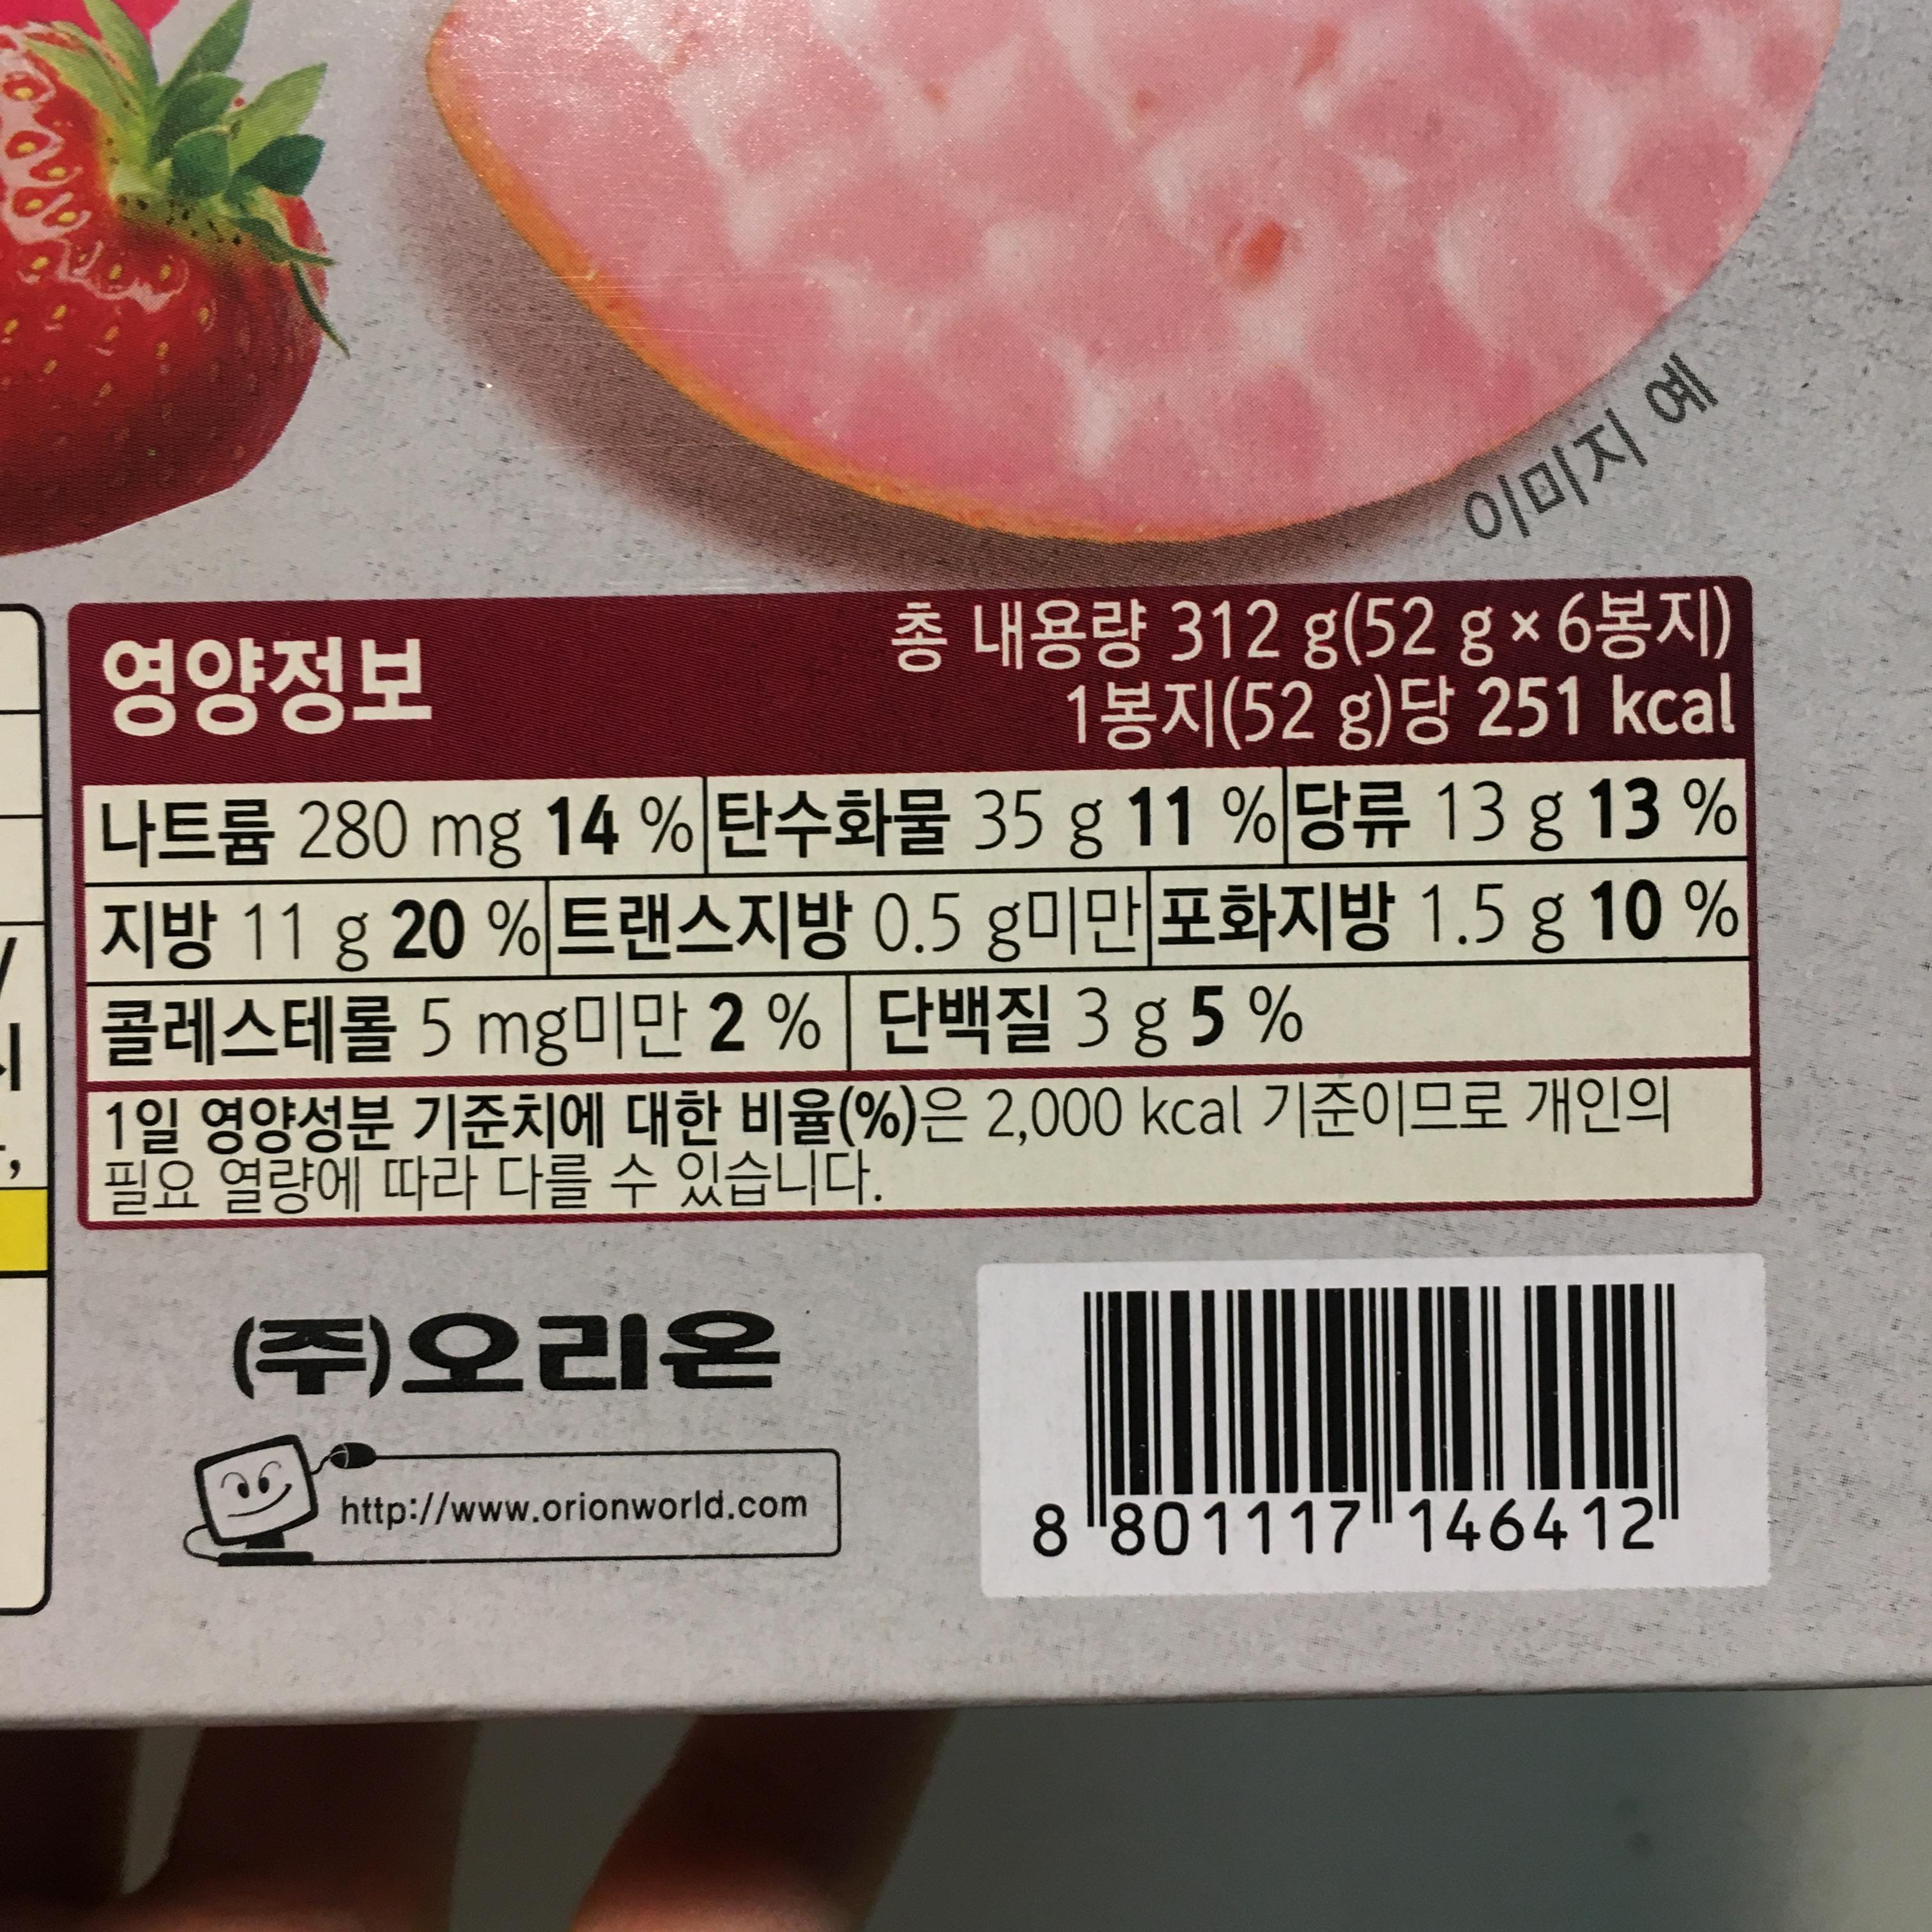 이미지 예
영양정보
총 내용량 312 g(52 g × 6봉지)
1봉지(52 g)당 251 kcal
나트륨 280 mg 14 % 탄수화물 35 g 11 % 당류 13 g 13 %
지방 11 g 20 % 트랜스지방 0.5 g미만 포화지방 1.5 g 10 %
콜레스테롤 5 mg미만 2 % 단백질 3 g 5 %
1일 영양성분 기준치에 대한 비율(%)은 2,000 kcal 기준이므로 개인의
필요 열량에 따라 다를 수 있습니다.
(주)오리온
http://www.orionworld.com
8 801117 146412